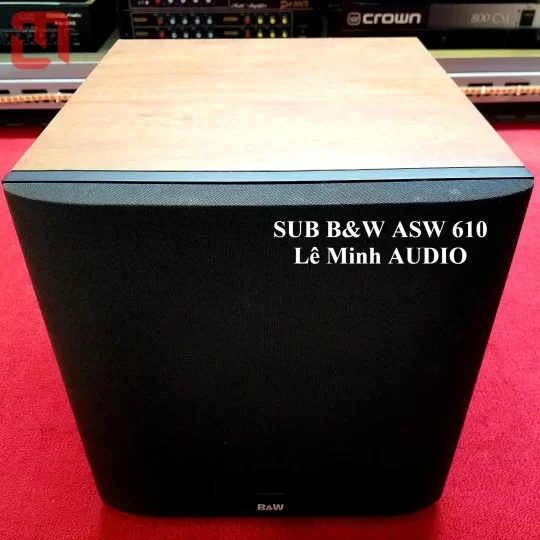 crown
800 CSL
SUB B&W ASW 610
Lê Minh AUDIO
B&W